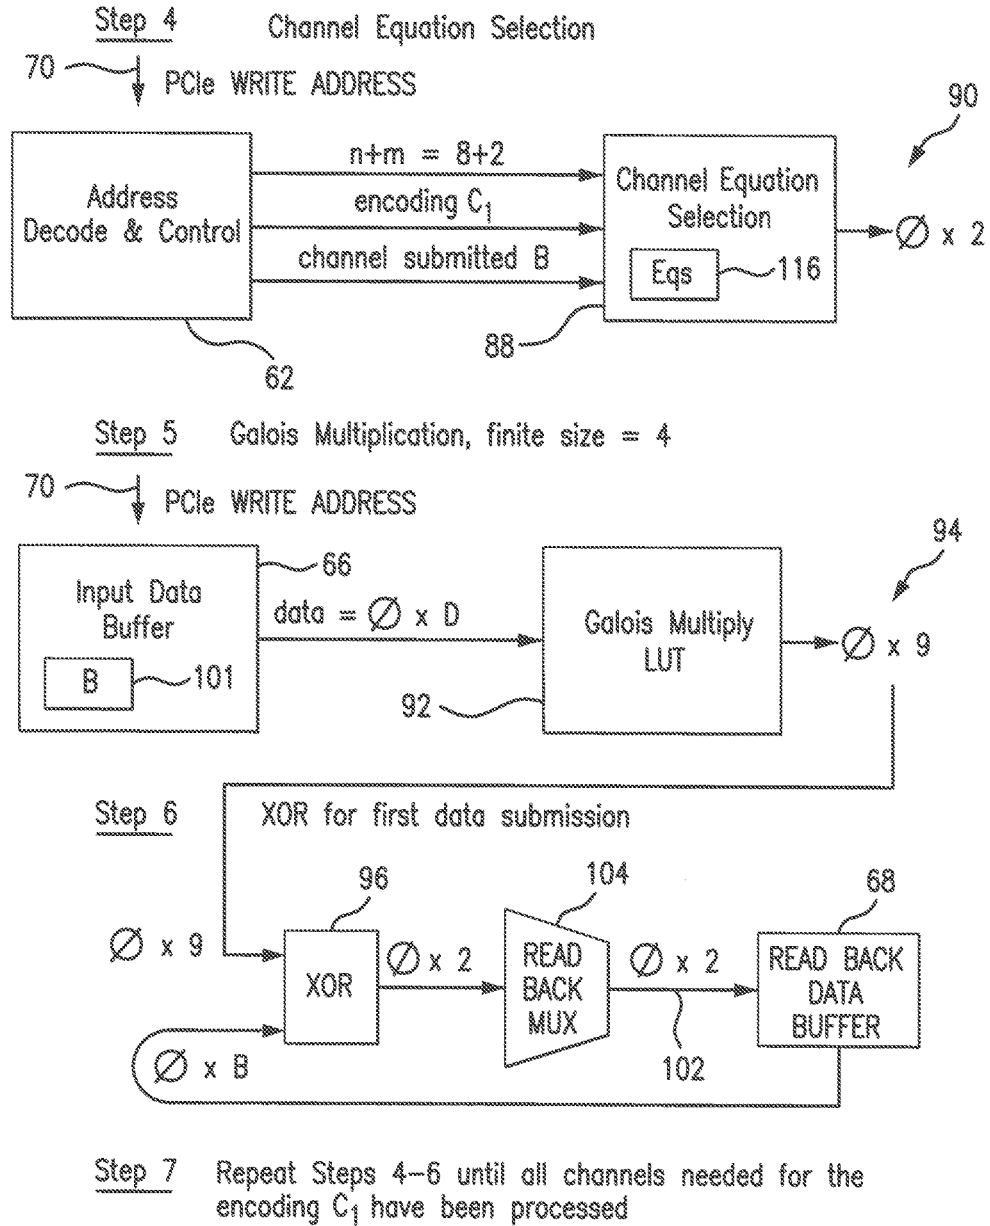 Step 4 Channel Equation Selection
70 PCIe WRITE ADDRESS
90
Address
Decode & Control
n+m = 8+2
encoding C₁
channel submitted B
Channel Equation
Selection
Eqs
116
∅ x 2
88
62
Step 5 Galois Multiplication, finite size = 4
70 PCIe WRITE ADDRESS
94
66
Input Data
Buffer
B
101
data = ∅ x D
Galois Multiply
LUT
∅ x 9
92
Step 6 XOR for first data submission
96
104
68
∅ x 9
XOR
∅ x 2
READ
BACK
MUX
∅ x 2
READ BACK
DATA
BUFFER
102
∅ x B
Step 7 Repeat Steps 4-6 until all channels needed for the
encoding C₁ have been processed